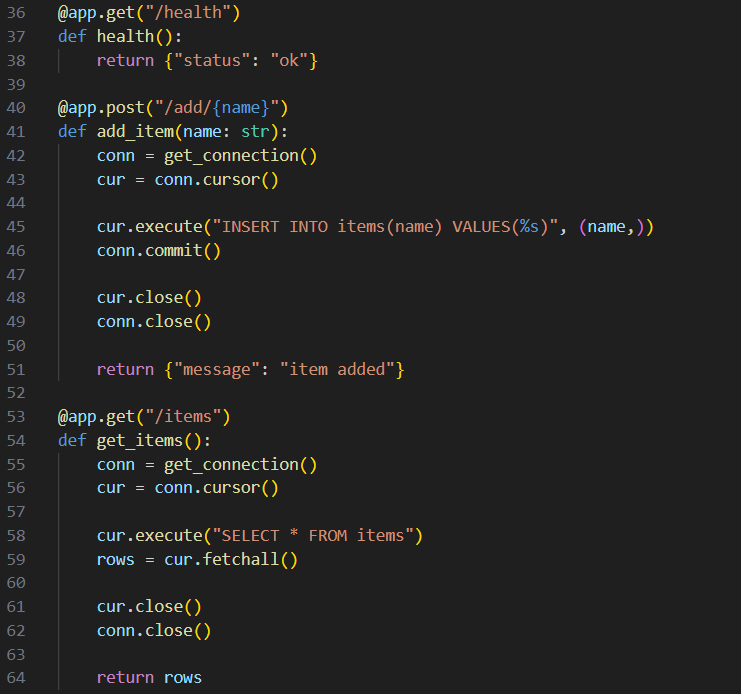 36 @app.get("/health")
37 def health():
38     return {"status": "ok"}
39
40 @app.post("/add/{name}")
41 def add_item(name: str):
42     conn = get_connection()
43     cur = conn.cursor()
44
45     cur.execute("INSERT INTO items(name) VALUES(%s)", (name,))
46     conn.commit()
47
48     cur.close()
49     conn.close()
50
51     return {"message": "item added"}
52
53 @app.get("/items")
54 def get_items():
55     conn = get_connection()
56     cur = conn.cursor()
57
58     cur.execute("SELECT * FROM items")
59     rows = cur.fetchall()
60
61     cur.close()
62     conn.close()
63
64     return rows